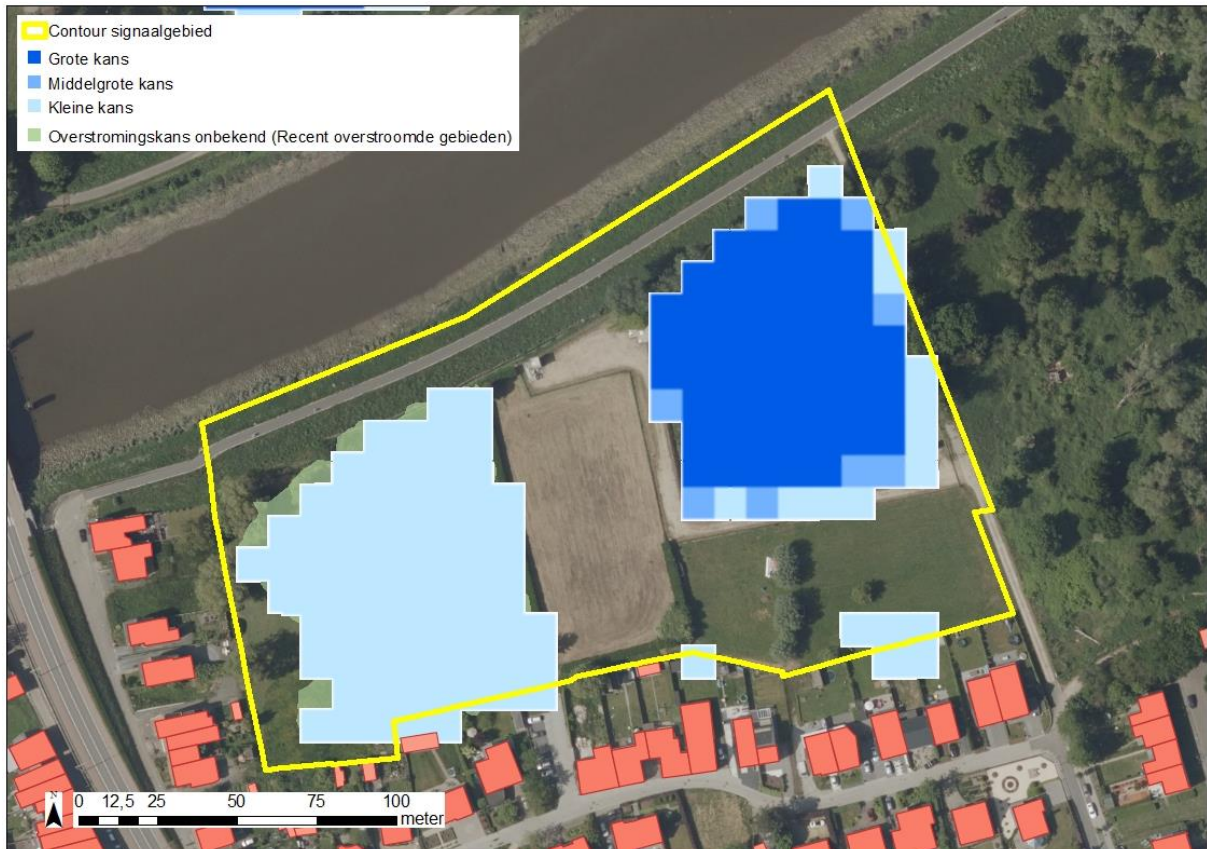 Contour signaalgebied
Grote kans
Middelgrote kans
Kleine kans
Overstromingskans onbekend (Recent overstroomde gebieden)
N
0 12,5 25 50 75 100
meter